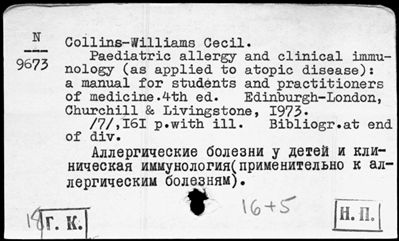 N
9673
Collins-Williams Cecil.
Paediatric allergy and clinical immu-
nology (as applied to atopic disease):
a manual for students and practitioners
of medicine.4th ed. Edinburgh-London,
Churchill & Livingstone, I973.
/7/,I6I p.with ill. Bibliogr.at end
of div.
Аллергические болезни у детей и кли-
ническая иммунология(применительно к ал-
лергическим болезням).
16+5
Г. К.
Н.П.